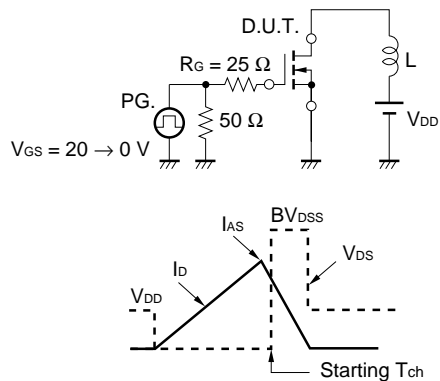 D.U.T.
RG = 25 Ω
L
PG.
50 Ω
VDD
VGS = 20 → 0 V
BVDSS
IAS
ID
VDS
VDD
Starting Tch